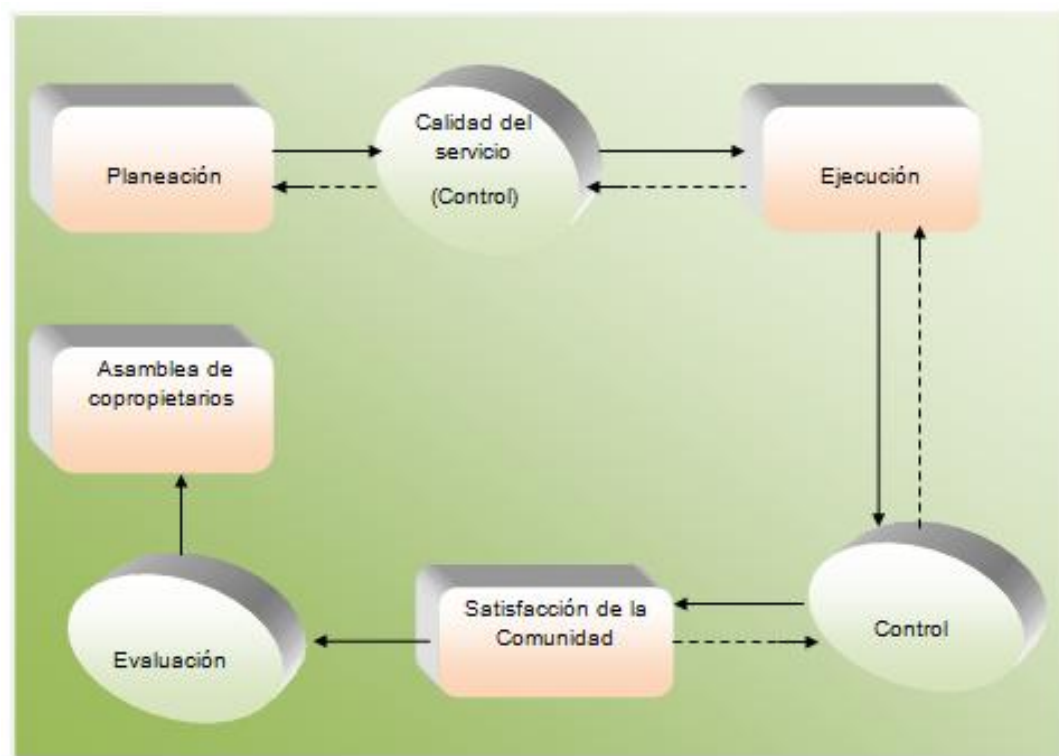 Planeación
Calidad del
servicio
(Control)
Ejecución
Asamblea de
copropietarios
Satisfacción de la
Comunidad
Control
Evaluación